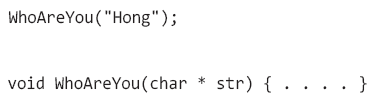 WhoAreYou("Hong");
void WhoAreYou(char * str) { . . . . }